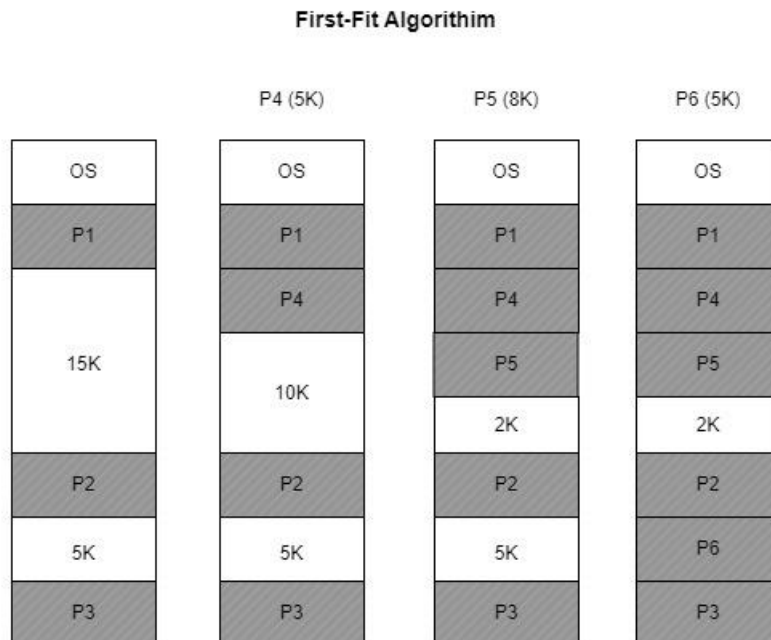 First-Fit Algorithim
P4 (5K) P5 (8K) P6 (5K)
OS OS OS OS
P1 P1 P1 P1
P4 P4 P4
15K P5 P5
10K
2K 2K
P2 P2 P2 P2
5K 5K 5K P6
P3 P3 P3 P3